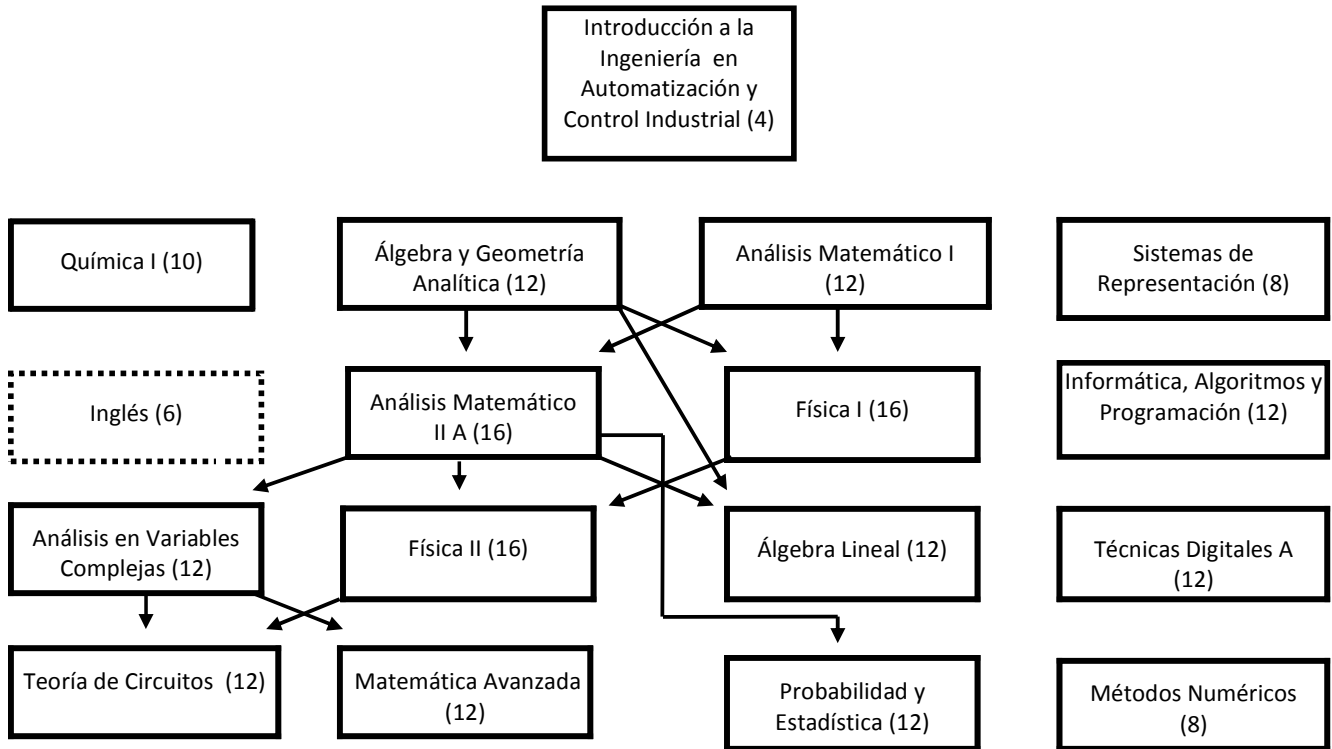 Introducción a la
Ingeniería en
Automatización y
Control Industrial (4)
Química I (10)
Álgebra y Geometría
Analítica (12)
Análisis Matemático I
(12)
Sistemas de
Representación (8)
Inglés (6)
Análisis Matemático
II A (16)
Física I (16)
Informática, Algoritmos y
Programación (12)
Análisis en Variables
Complejas (12)
Física II (16)
Álgebra Lineal (12)
Técnicas Digitales A
(12)
Teoría de Circuitos (12)
Matemática Avanzada
(12)
Probabilidad y
Estadística (12)
Métodos Numéricos
(8)